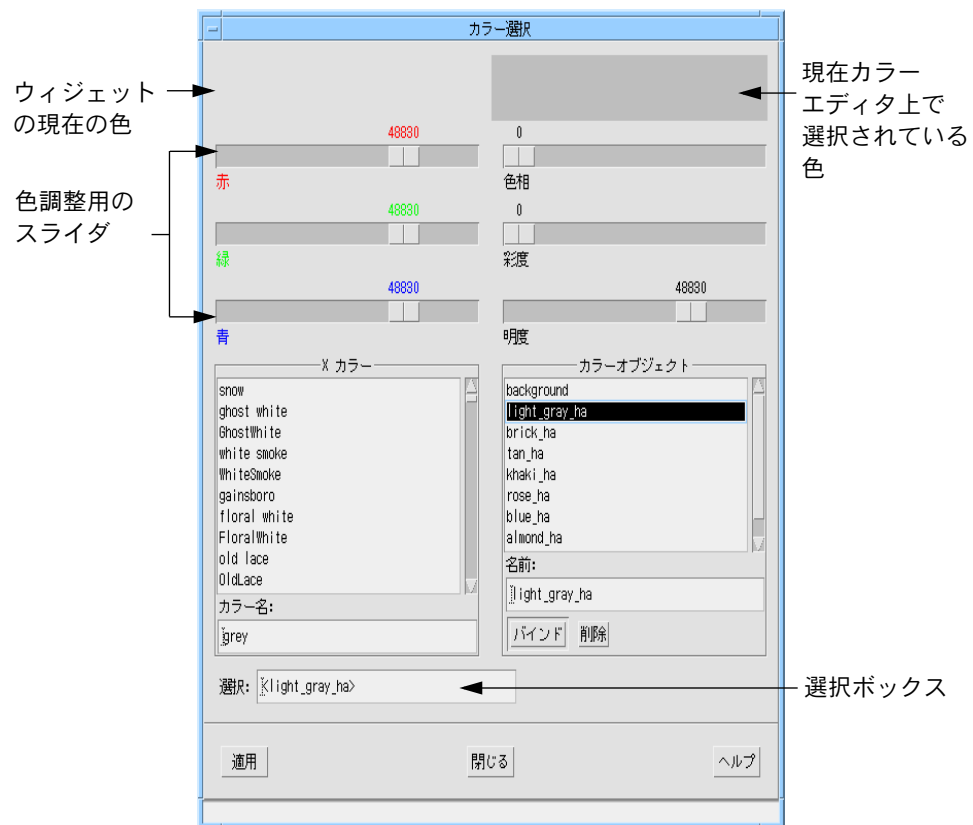 カラー選択
ウィジェット
の現在の色
現在カラー
エディタ上で
選択されている
色
色調整用の
スライダ
48830
赤
0
色相
48830
緑
0
彩度
48830
青
48830
明度
X カラー
snow
ghost white
GhostWhite
white smoke
WhiteSmoke
gainsboro
floral white
FloralWhite
old lace
OldLace
カラー名:
grey
カラーオブジェクト
background
light_gray_ha
brick_ha
tan_ha
khaki_ha
rose_ha
blue_ha
almond_ha
名前:
light_gray_ha
バインド 削除
選択: <light_gray_ha>
選択ボックス
適用 閉じる ヘルプ